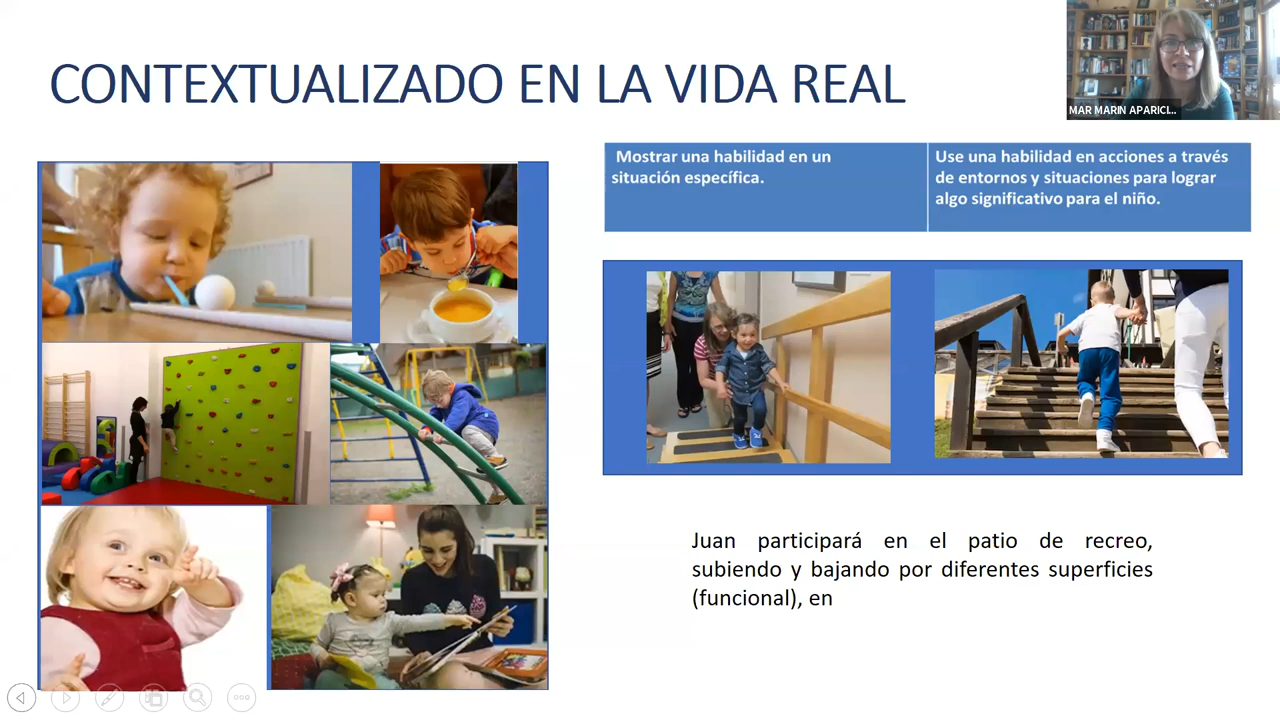 CONTEXTUALIZADO EN LA VIDA REAL
MAR MARIN APARICI...
Mostrar una habilidad en un
situación específica.
Use una habilidad en acciones a través
de entornos y situaciones para lograr
algo significativo para el niño.
Juan participará en el patio de recreo,
subiendo y bajando por diferentes superficies
(funcional), en